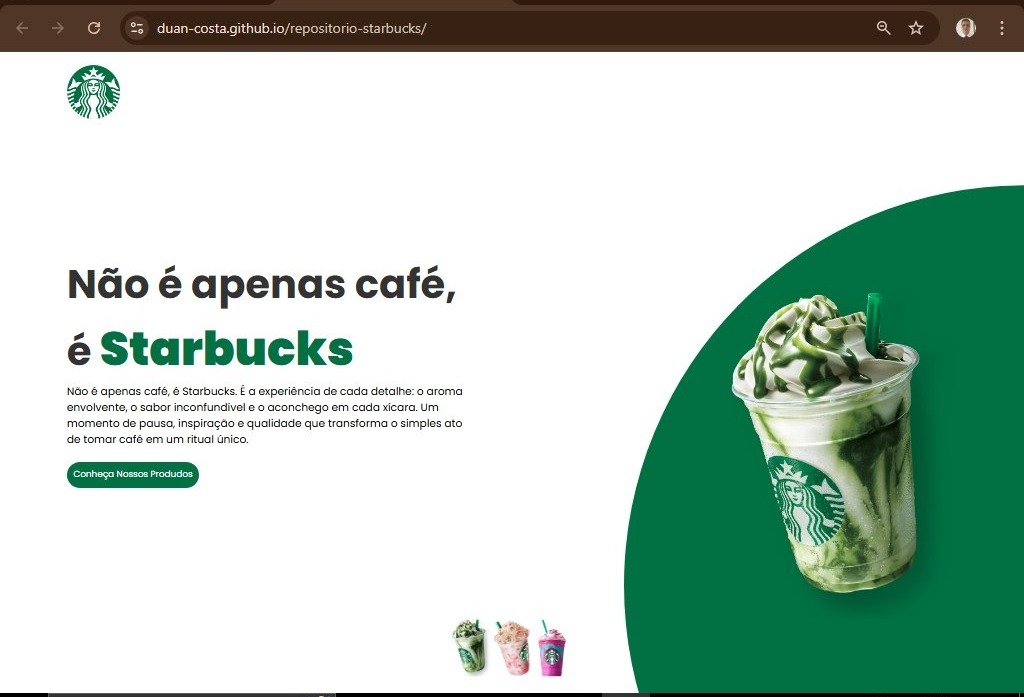 duan-costa.github.io/repositorio-starbucks/
Não é apenas café,
é Starbucks
Não é apenas café, é Starbucks. É a experiência de cada detalhe: o aroma
envolvente, o sabor inconfundível e o aconchego em cada xícara. Um
momento de pausa, inspiração e qualidade que transforma o simples ato
de tomar café em um ritual único.
Conheça Nossos Produdos